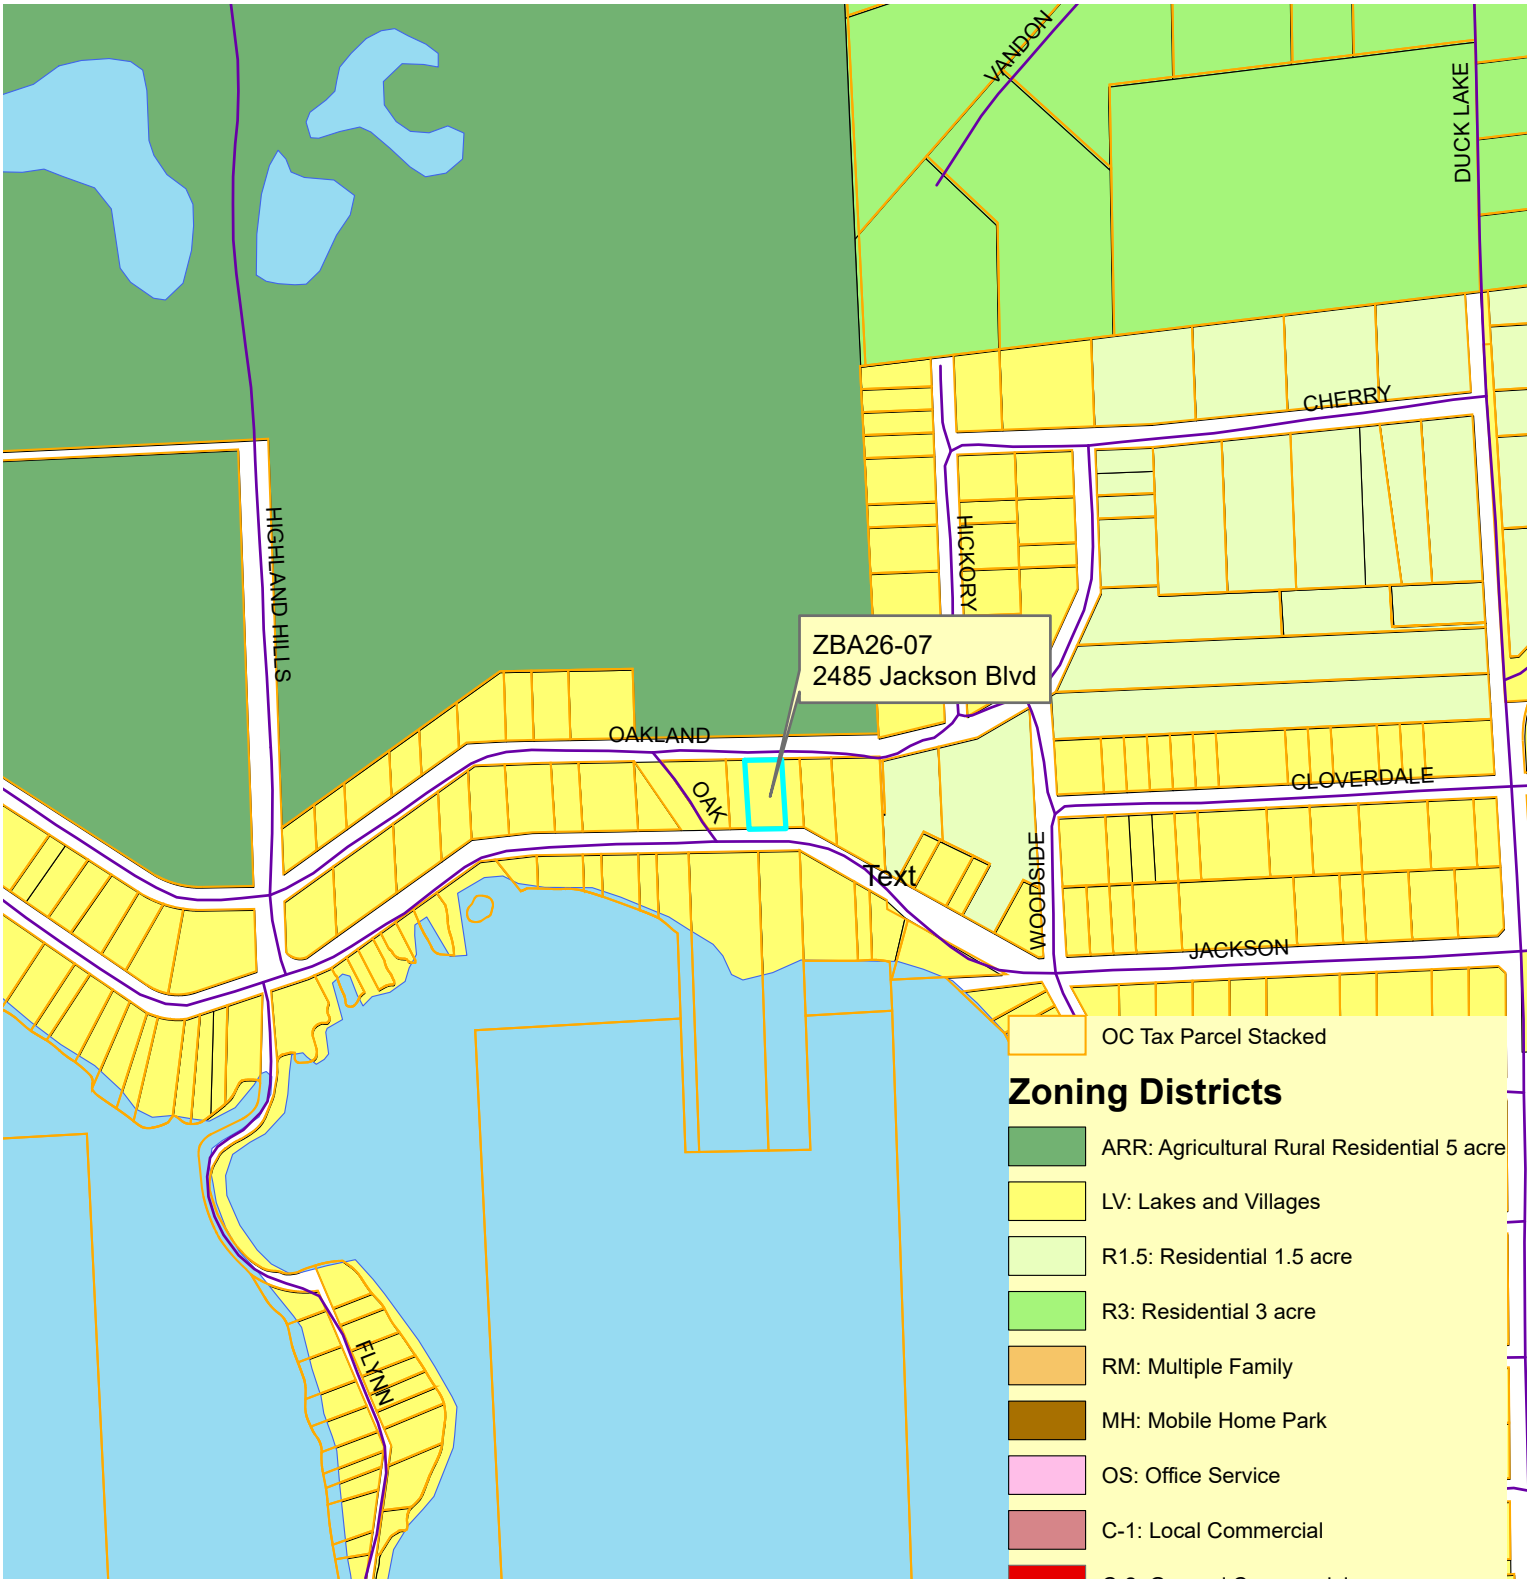 VANDON
DUCK LAKE
CHERRY
HIGHLAND HILLS
HICKORY
ZBA26-07
2485 Jackson Blvd
OAKLAND
OAK
CLOVERDALE
WOODSIDE
Text
JACKSON
FLYNN
OC Tax Parcel Stacked
Zoning Districts
ARR: Agricultural Rural Residential 5 acre
LV: Lakes and Villages
R1.5: Residential 1.5 acre
R3: Residential 3 acre
RM: Multiple Family
MH: Mobile Home Park
OS: Office Service
C-1: Local Commercial